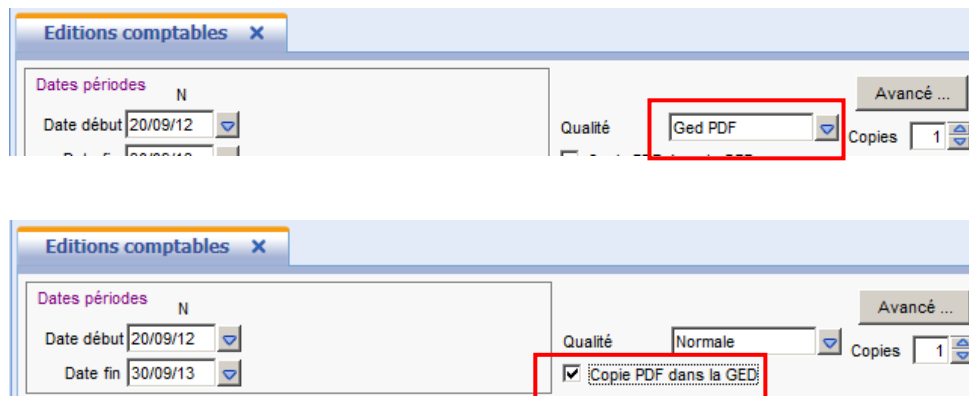 Editions comptables X
Dates périodes N
Avancé ...
Date début 20/09/12 Qualité Ged PDF Copies 1
Editions comptables X
Dates périodes N
Avancé ...
Date début 20/09/12 Qualité Normale Copies 1
Date fin 30/09/13 Copie PDF dans la GED